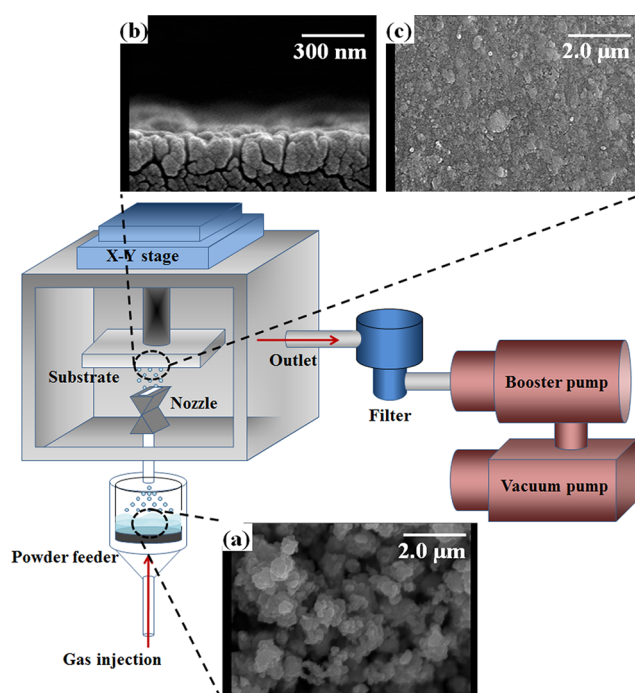 (b)
300 nm
(c)
2.0 μm
X-Y stage
Substrate
Nozzle
Outlet
Filter
Booster pump
Vacuum pump
Powder feeder
Gas injection
(a)
2.0 μm